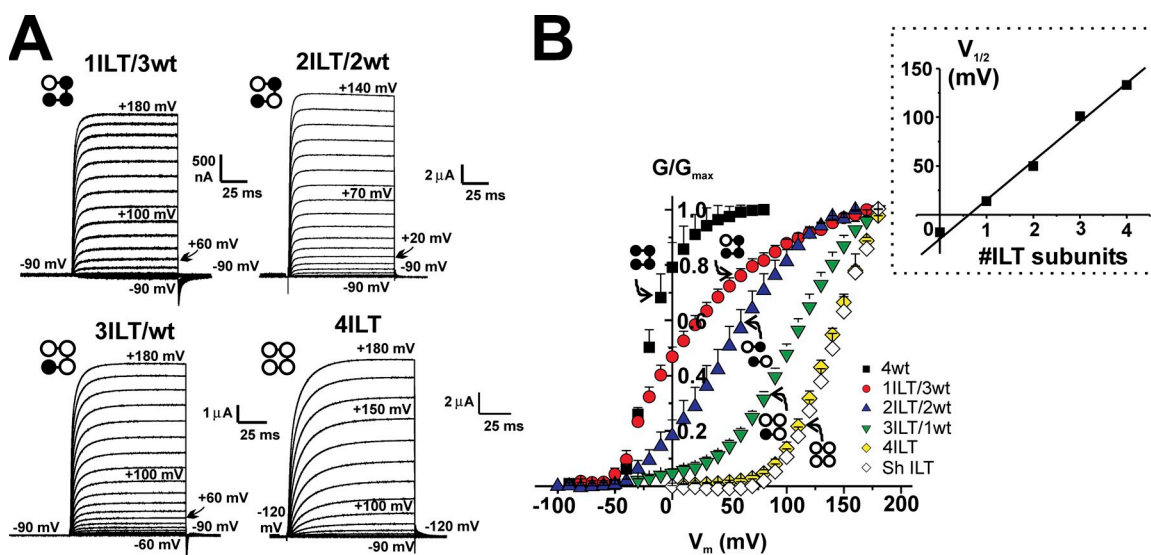 A
1ILT/3wt
+180 mV
500
nA
25 ms
+100 mV
+60 mV
-90 mV
-90 mV
-90 mV
2ILT/2wt
+140 mV
2 µA
25 ms
+70 mV
+20 mV
-90 mV
-90 mV
-90 mV
3ILT/wt
+180 mV
1 µA
25 ms
+100 mV
+60 mV
-90 mV
-90 mV
-60 mV
4ILT
+180 mV
2 µA
25 ms
+150 mV
+100 mV
-120
mV
-120 mV
-90 mV
B
G/Gmax
1.0
0.8
0.6
0.4
0.2
-100
-50
0
50
100
150
200
Vm (mV)
4wt
1ILT/3wt
2ILT/2wt
3ILT/1wt
4ILT
Sh ILT
V1/2
(mV)
150
100
50
0
1
2
3
4
#ILT subunits